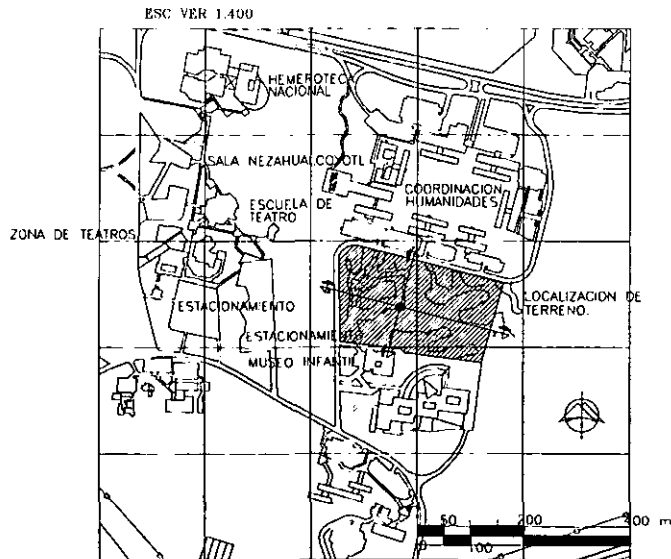 ESC VER 1.400
HEMEROTECA
NACIONAL
SALA NEZAHUALCOYOTL
ESCUELA DE
TEATRO
COORDINACION
HUMANIDADES
ZONA DE TEATROS
ESTACIONAMIENTO
LOCALIZACION DE
TERRENO.
ESTACIONAMIENTO
MUSEO INFANTIL
50 200 400 m
0 100